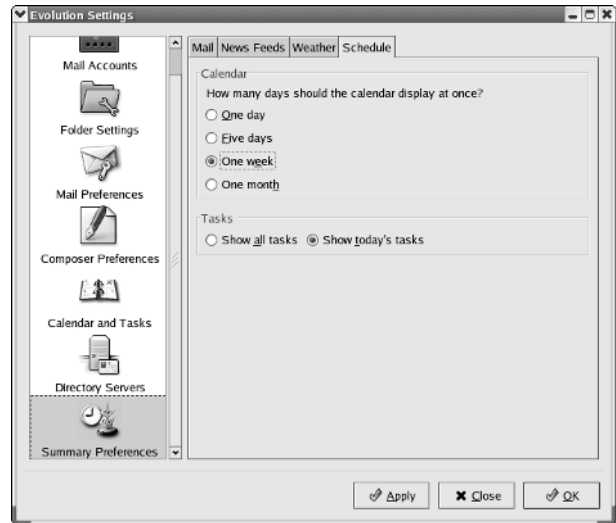 Evolution Settings
Mail Accounts
Folder Settings
Mail Preferences
Composer Preferences
Calendar and Tasks
Directory Servers
Summary Preferences
Mail News Feeds Weather Schedule
Calendar
How many days should the calendar display at once?
One day
Five days
One week
One month
Tasks
Show all tasks Show today's tasks
Apply Close OK